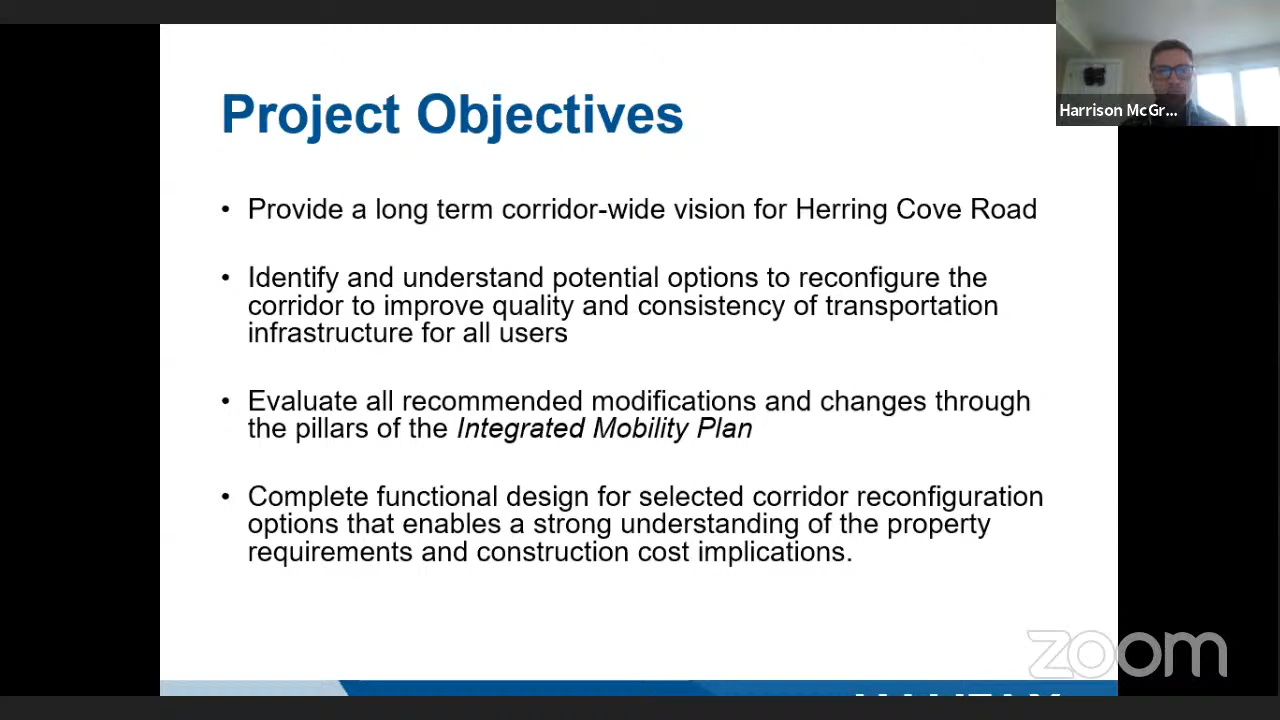 Project Objectives
Harrison McGr...
• Provide a long term corridor-wide vision for Herring Cove Road
• Identify and understand potential options to reconfigure the
corridor to improve quality and consistency of transportation
infrastructure for all users
• Evaluate all recommended modifications and changes through
the pillars of the Integrated Mobility Plan
• Complete functional design for selected corridor reconfiguration
options that enables a strong understanding of the property
requirements and construction cost implications.
zoom